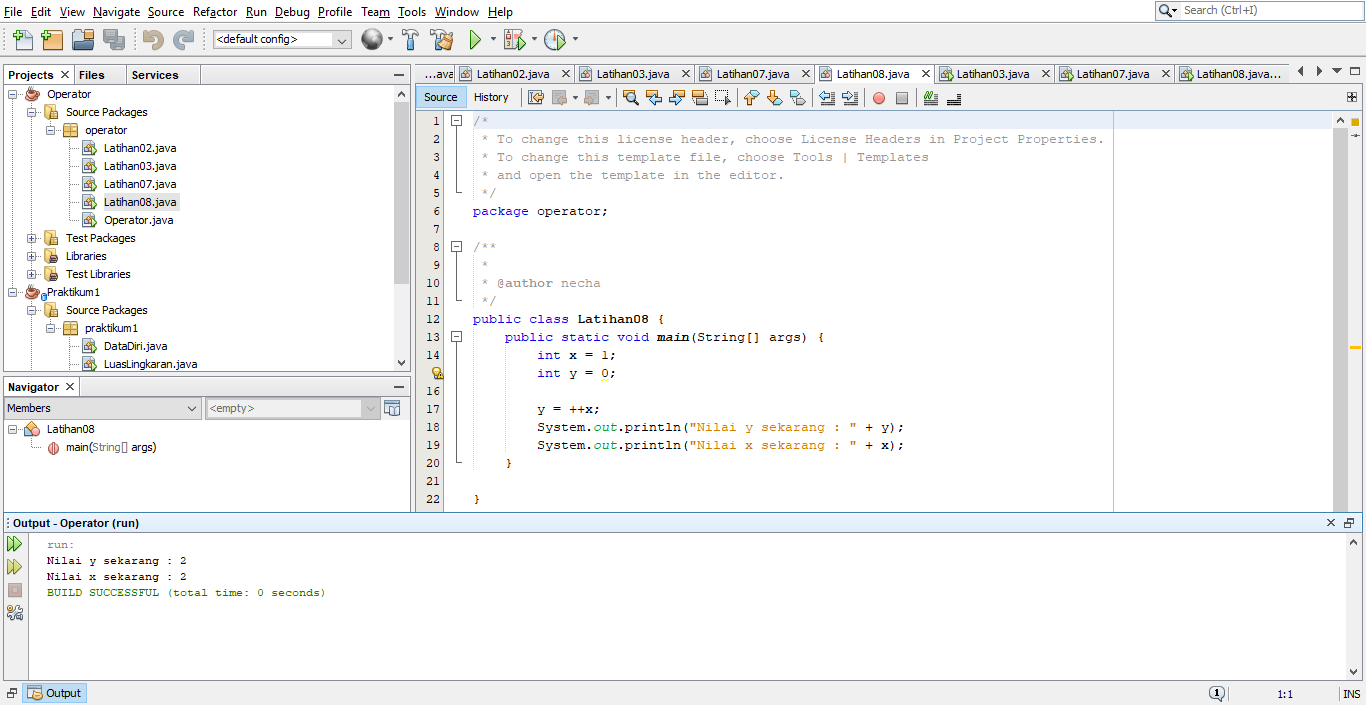 File Edit View Navigate Source Refactor Run Debug Profile Team Tools Window Help
Search (Ctrl+I)
<default config>
Projects Files Services
Operator
Source Packages
operator
Latihan02.java
Latihan03.java
Latihan07.java
Latihan08.java
Operator.java
Test Packages
Libraries
Test Libraries
Praktikum1
Source Packages
praktikum1
DataDiri.java
LuasLingkaran.java
Navigator
Members
<empty>
Latihan08
main(String[] args)
...ava Latihan02.java Latihan03.java Latihan07.java Latihan08.java Latihan03.java Latihan07.java Latihan08.java...
Source History
1 /*
2 * To change this license header, choose License Headers in Project Properties.
3 * To change this template file, choose Tools | Templates
4 * and open the template in the editor.
5 */
6 package operator;
7
8 /**
9 *
10 * @author necha
11 */
12 public class Latihan08 {
13 public static void main(String[] args) {
14 int x = 1;
int y = 0;
16
17 y = ++x;
18 System.out.println("Nilai y sekarang : " + y);
19 System.out.println("Nilai x sekarang : " + x);
20 }
21
22 }
Output - Operator (run)
run:
Nilai y sekarang : 2
Nilai x sekarang : 2
BUILD SUCCESSFUL (total time: 0 seconds)
Output
1
1:1
INS